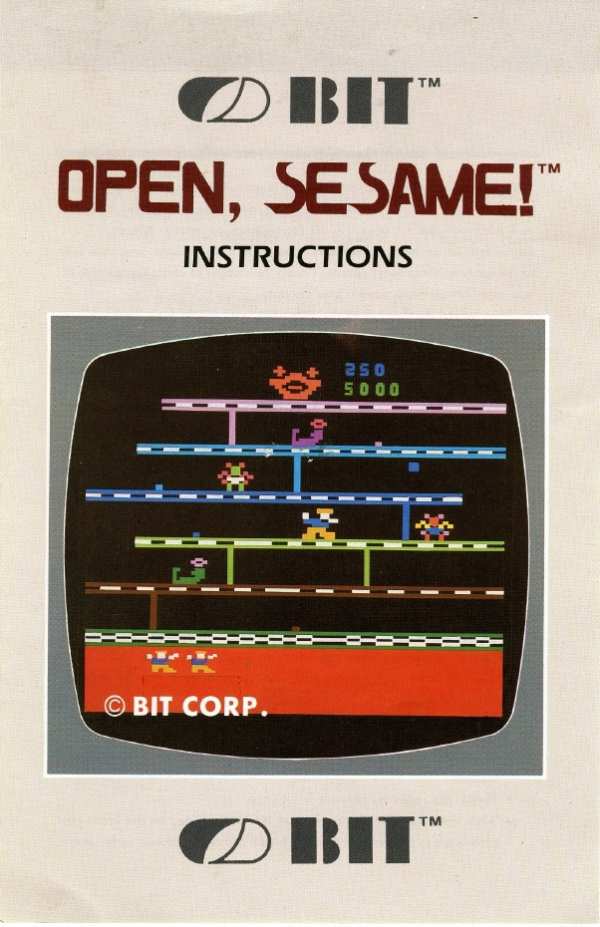 BIT™
OPEN, SESAME!™
INSTRUCTIONS
250
5000
© BIT CORP.
BIT™